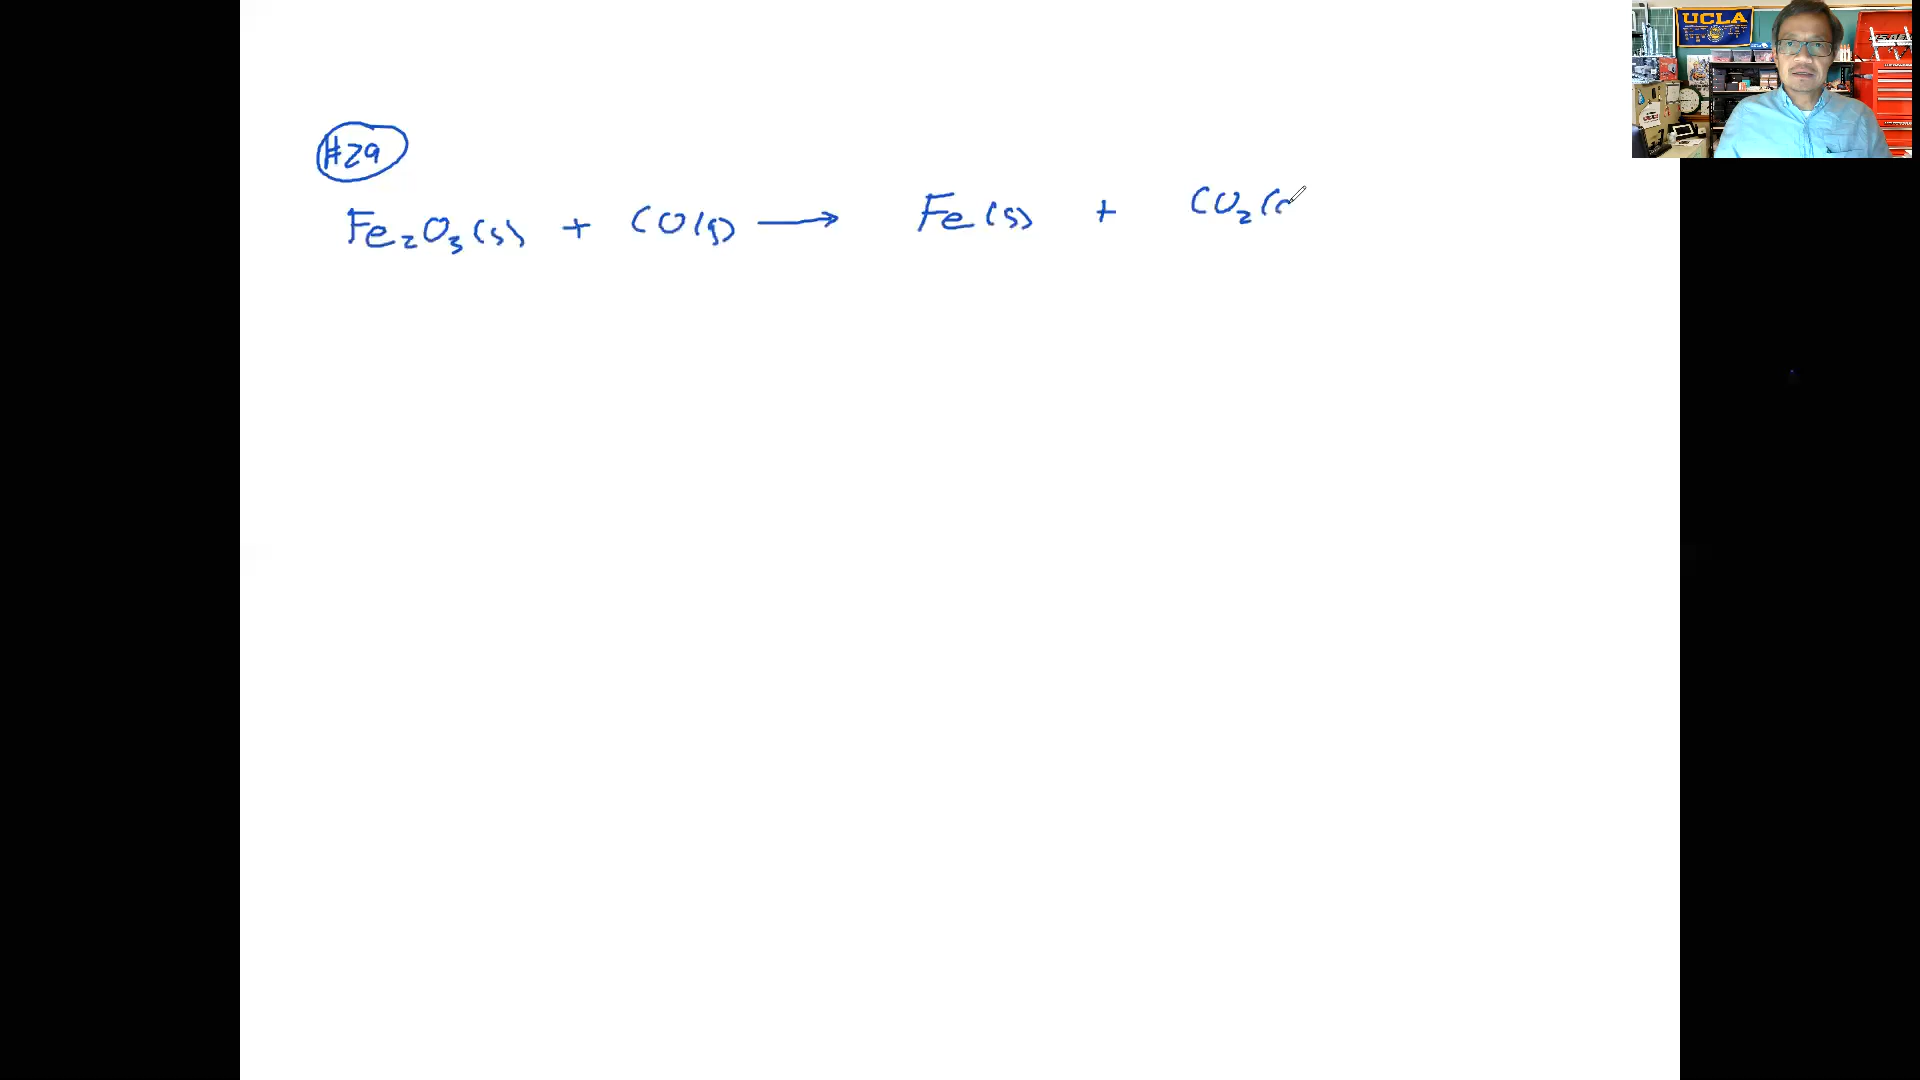 UCLA
#29
Fe₂O₃(s) + CO(g) ⟶ Fe(s) + CO₂(